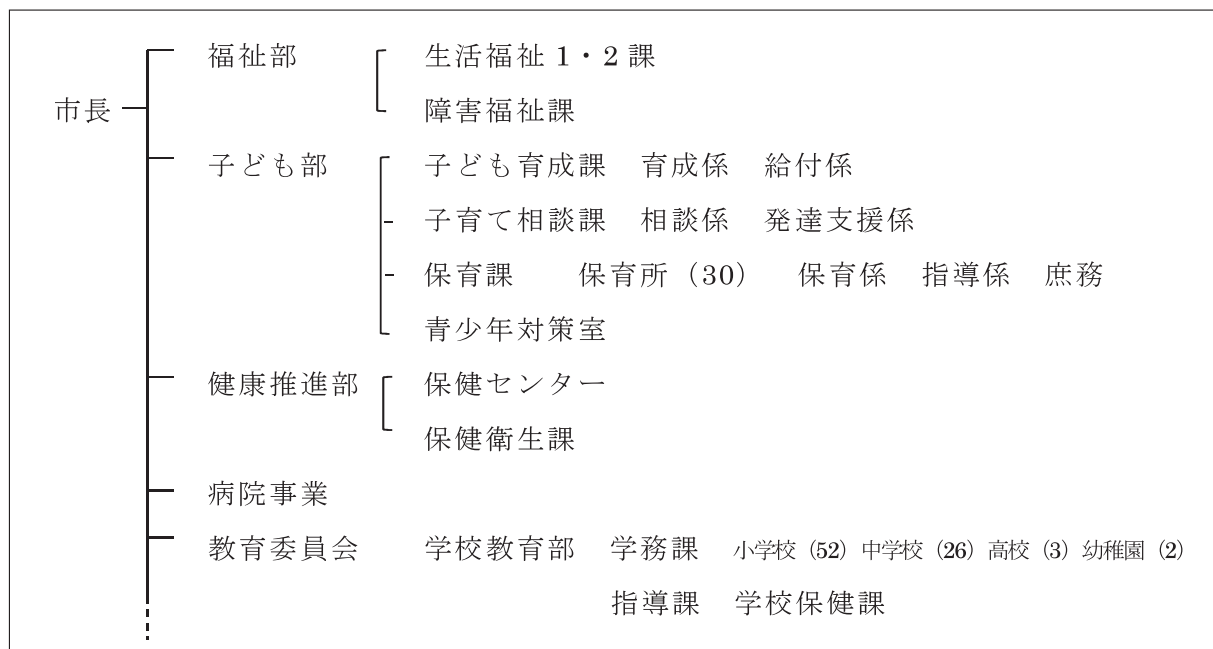 福祉部 生活福祉1・2課
市長
障害福祉課
子ども部 子ども育成課 育成係 給付係
子育て相談課 相談係 発達支援係
保育課 保育所（30） 保育係 指導係 庶務
青少年対策室
健康推進部 保健センター
保健衛生課
病院事業
教育委員会 学校教育部 学務課 小学校（52）中学校（26）高校（3）幼稚園（2）
指導課 学校保健課